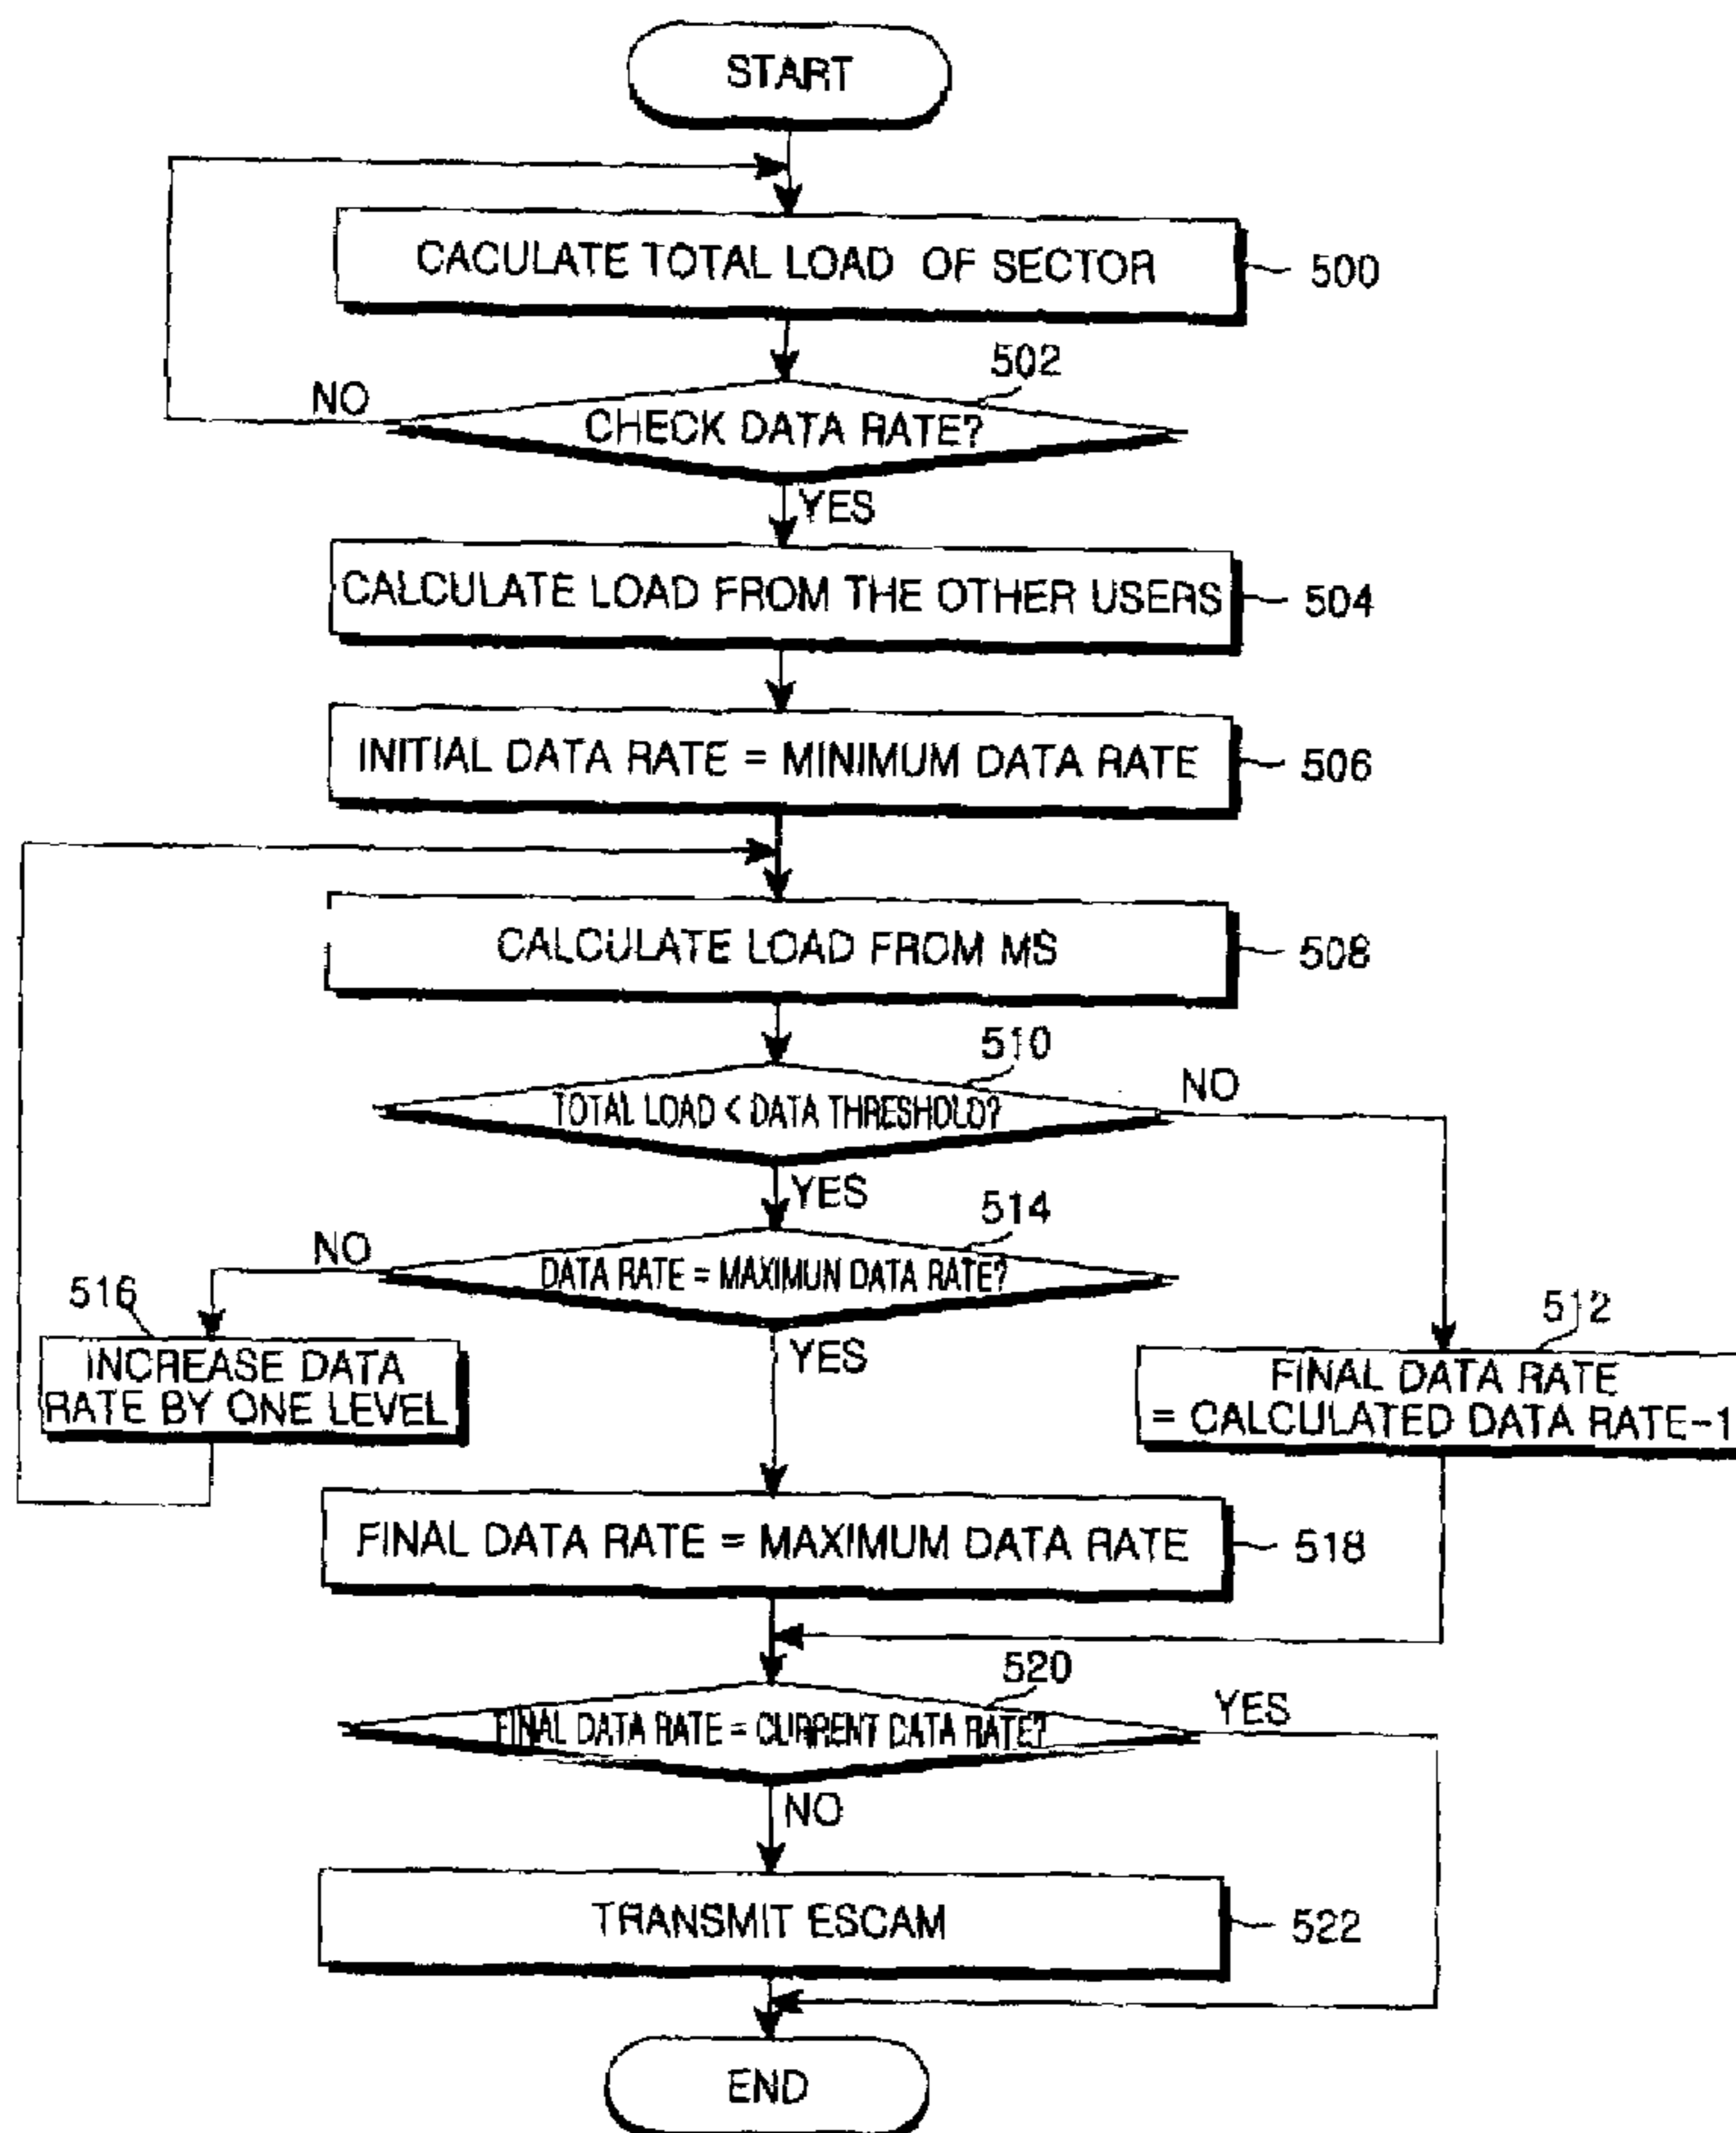 START
CACULATE TOTAL LOAD OF SECTOR
500
502
NO
CHECK DATA RATE?
YES
CALCULATE LOAD FROM THE OTHER USERS
504
INITIAL DATA RATE = MINIMUM DATA RATE
506
CALCULATE LOAD FROM MS
508
510
NO
TOTAL LOAD < DATA THRESHOLD?
YES
514
NO
DATA RATE = MAXIMUN DATA RATE?
516
512
YES
INCREASE DATA
RATE BY ONE LEVEL
FINAL DATA RATE
= CALCULATED DATA RATE-1
FINAL DATA RATE = MAXIMUM DATA RATE
518
520
YES
FINAL DATA RATE = CURRENT DATA RATE?
NO
TRANSMIT ESCAM
522
END